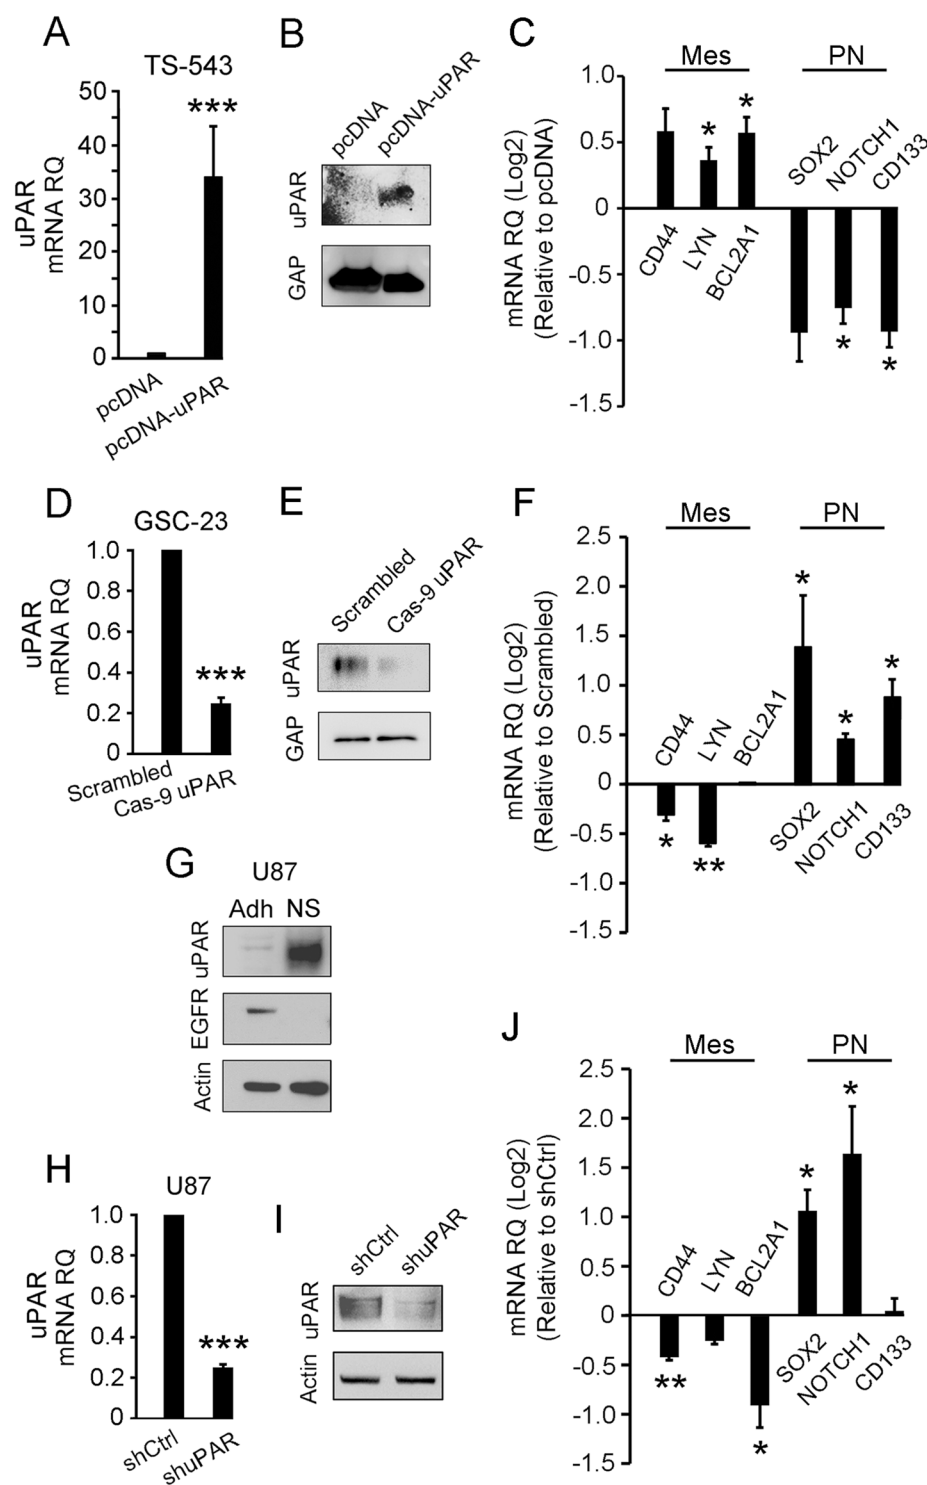 A
TS-543
uPAR
mRNA RQ
50
40
30
20
10
0
***
pcDNA
pcDNA-uPAR
B
pcDNA
pcDNA-uPAR
uPAR
GAP
C
Mes
PN
mRNA RQ (Log2)
(Relative to pcDNA)
1.0
0.5
0
-0.5
-1.0
-1.5
*
*
SOX2
NOTCH1
CD133
CD44
LYN
BCL2A1
*
*
D
GSC-23
uPAR
mRNA RQ
1.0
0.8
0.6
0.4
0.2
0
***
Scrambled
Cas-9 uPAR
E
Scrambled
Cas-9 uPAR
uPAR
GAP
F
Mes
PN
mRNA RQ (Log2)
(Relative to Scrambled)
2.5
2.0
1.5
1.0
0.5
0
-0.5
-1.0
-1.5
*
*
*
CD44
LYN
BCL2A1
SOX2
NOTCH1
CD133
*
**
G
U87
Adh NS
uPAR
EGFR
Actin
H
U87
uPAR
mRNA RQ
1.0
0.8
0.6
0.4
0.2
0
***
shCtrl
shuPAR
I
shCtrl
shuPAR
uPAR
Actin
J
Mes
PN
mRNA RQ (Log2)
(Relative to shCtrl)
2.5
2.0
1.5
1.0
0.5
0
-0.5
-1.0
-1.5
*
*
CD44
LYN
BCL2A1
SOX2
NOTCH1
CD133
**
*